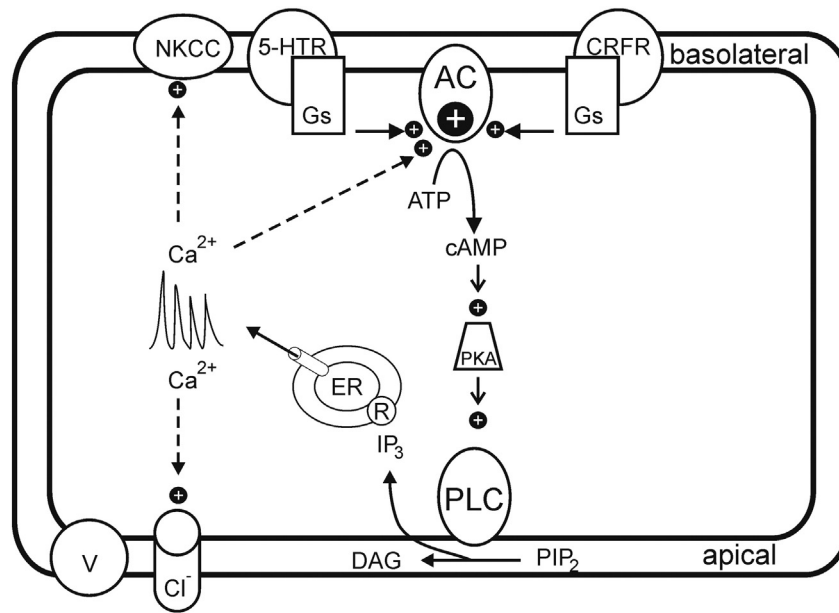 NKCC
5-HTR
Gs
AC
+
CRFR
Gs
basolateral
+
+
+
+
ATP
cAMP
Ca2+
+
PKA
Ca2+
ER
R
+
IP3
+
PLC
V
Cl-
DAG
PIP2
apical